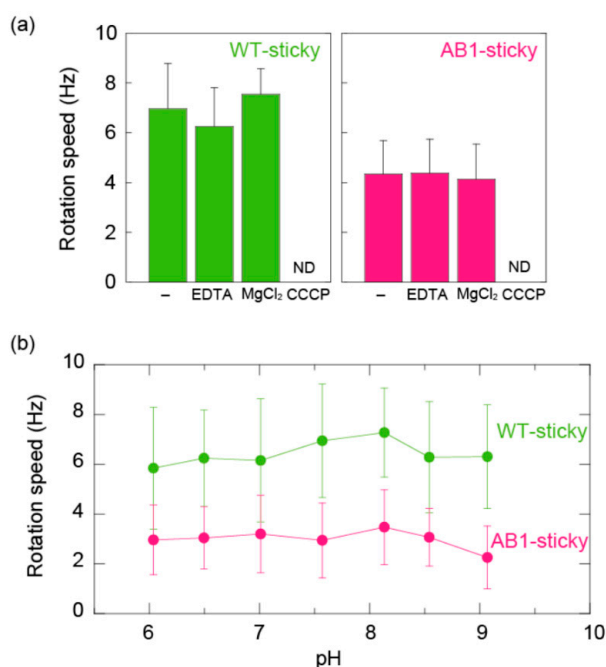 (a)
WT-sticky
AB1-sticky
Rotation speed (Hz)
10
8
6
4
2
0
ND
ND
– EDTA MgCl₂ CCCP
– EDTA MgCl₂ CCCP
(b)
Rotation speed (Hz)
10
8
6
4
2
0
WT-sticky
AB1-sticky
6 7 8 9 10
pH